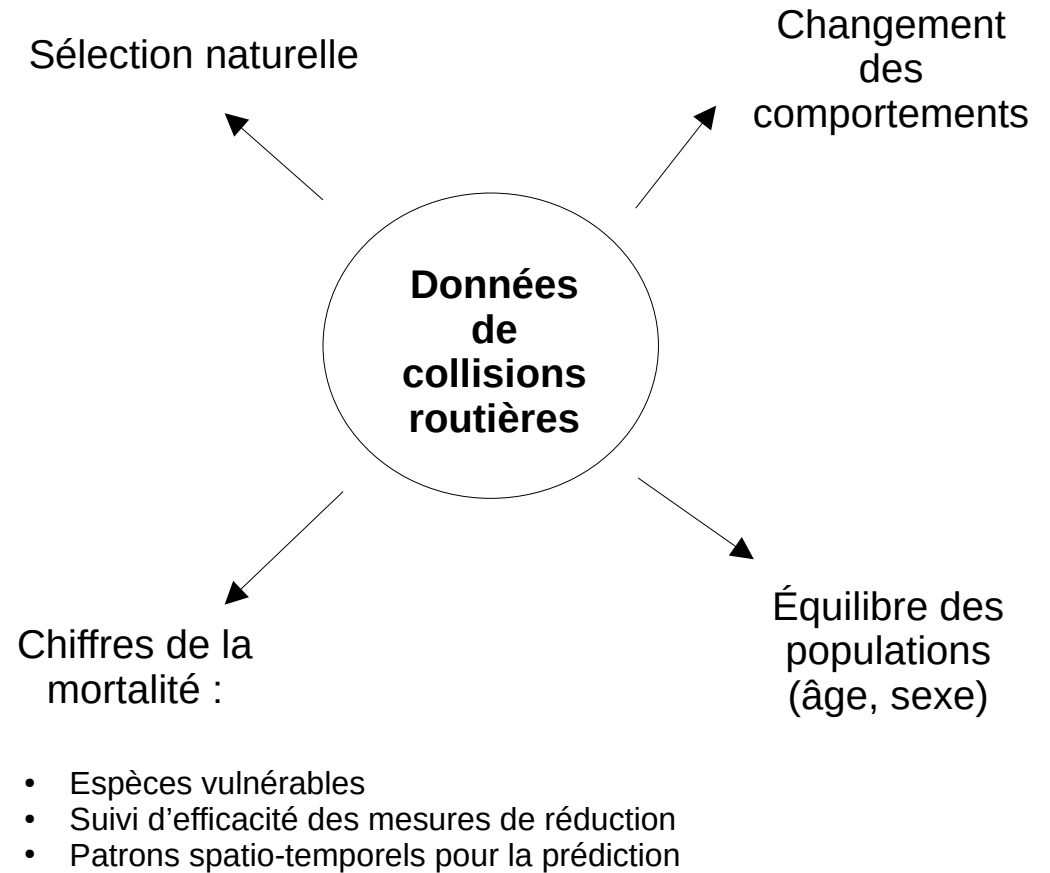 Sélection naturelle
Changement
des
comportements
Données
de
collisions
routières
Chiffres de la
mortalité :
Équilibre des
populations
(âge, sexe)
• Espèces vulnérables
• Suivi d’efficacité des mesures de réduction
• Patrons spatio-temporels pour la prédiction